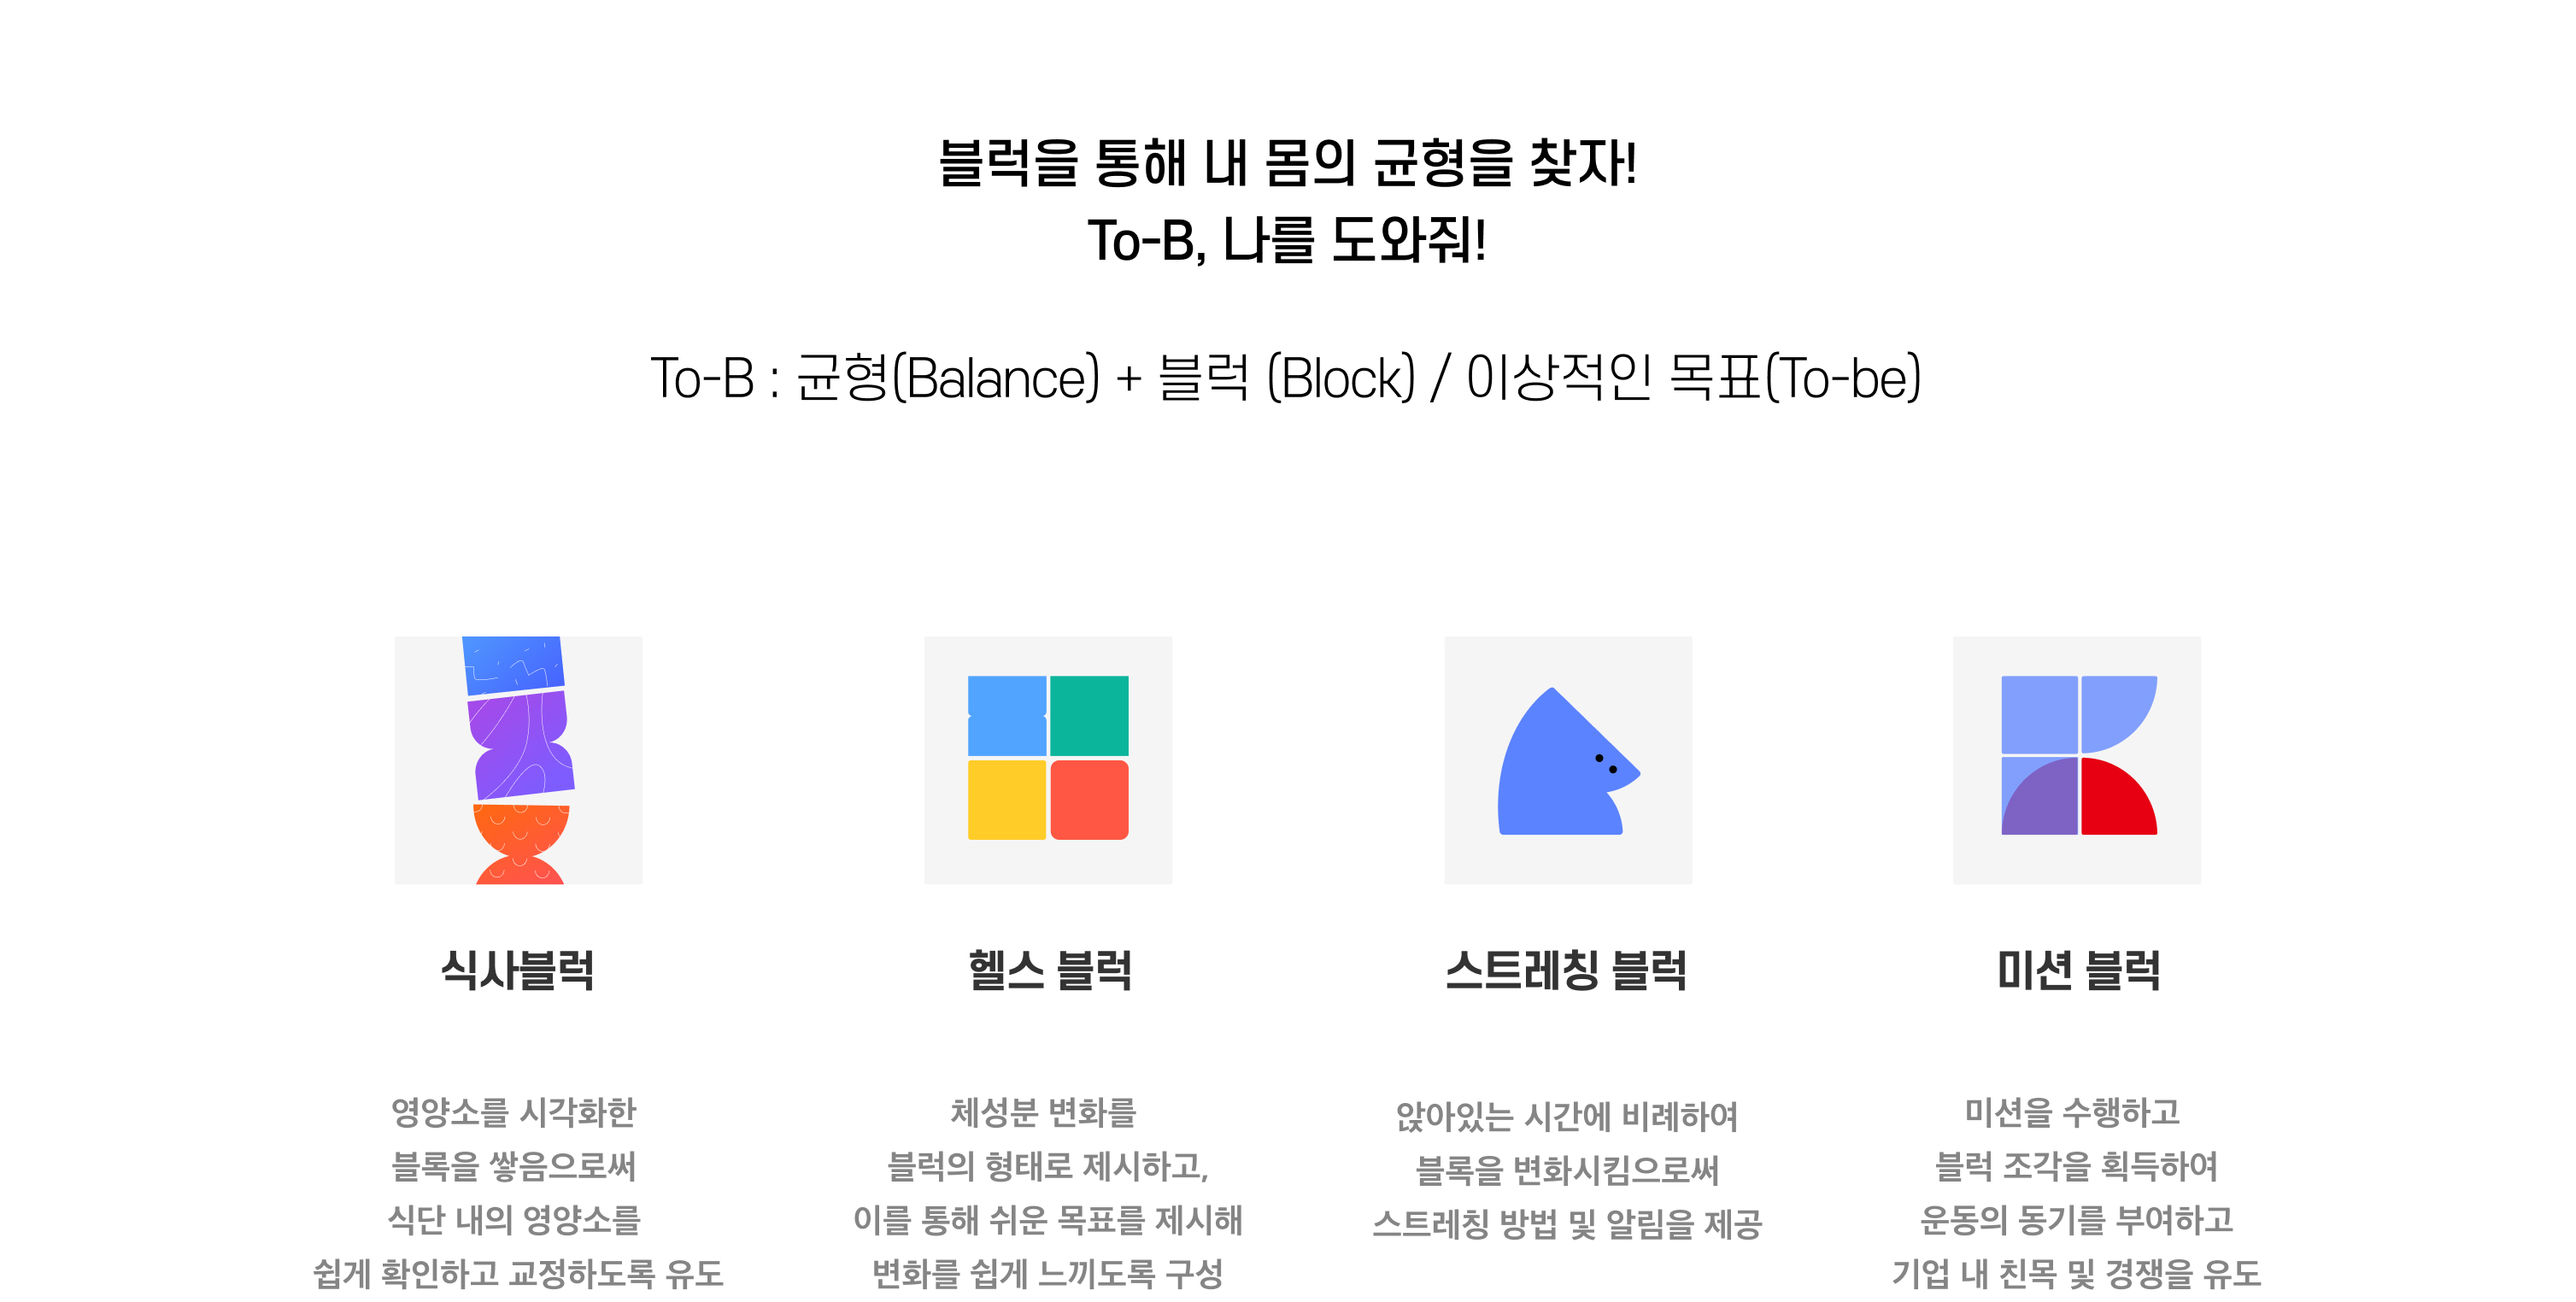 블럭을 통해 내 몸의 균형을 찾자!
To-B, 나를 도와줘!
To-B : 균형(Balance) + 블럭 (Block) / 이상적인 목표(To-be)
식사블럭
영양소를 시각화한
블록을 쌓음으로써
식단 내의 영양소를
쉽게 확인하고 교정하도록 유도
헬스 블럭
체성분 변화를
블럭의 형태로 제시하고,
이를 통해 쉬운 목표를 제시해
변화를 쉽게 느끼도록 구성
스트레칭 블럭
앉아있는 시간에 비례하여
블록을 변화시킴으로써
스트레칭 방법 및 알림을 제공
미션 블럭
미션을 수행하고
블럭 조각을 획득하여
운동의 동기를 부여하고
기업 내 친목 및 경쟁을 유도